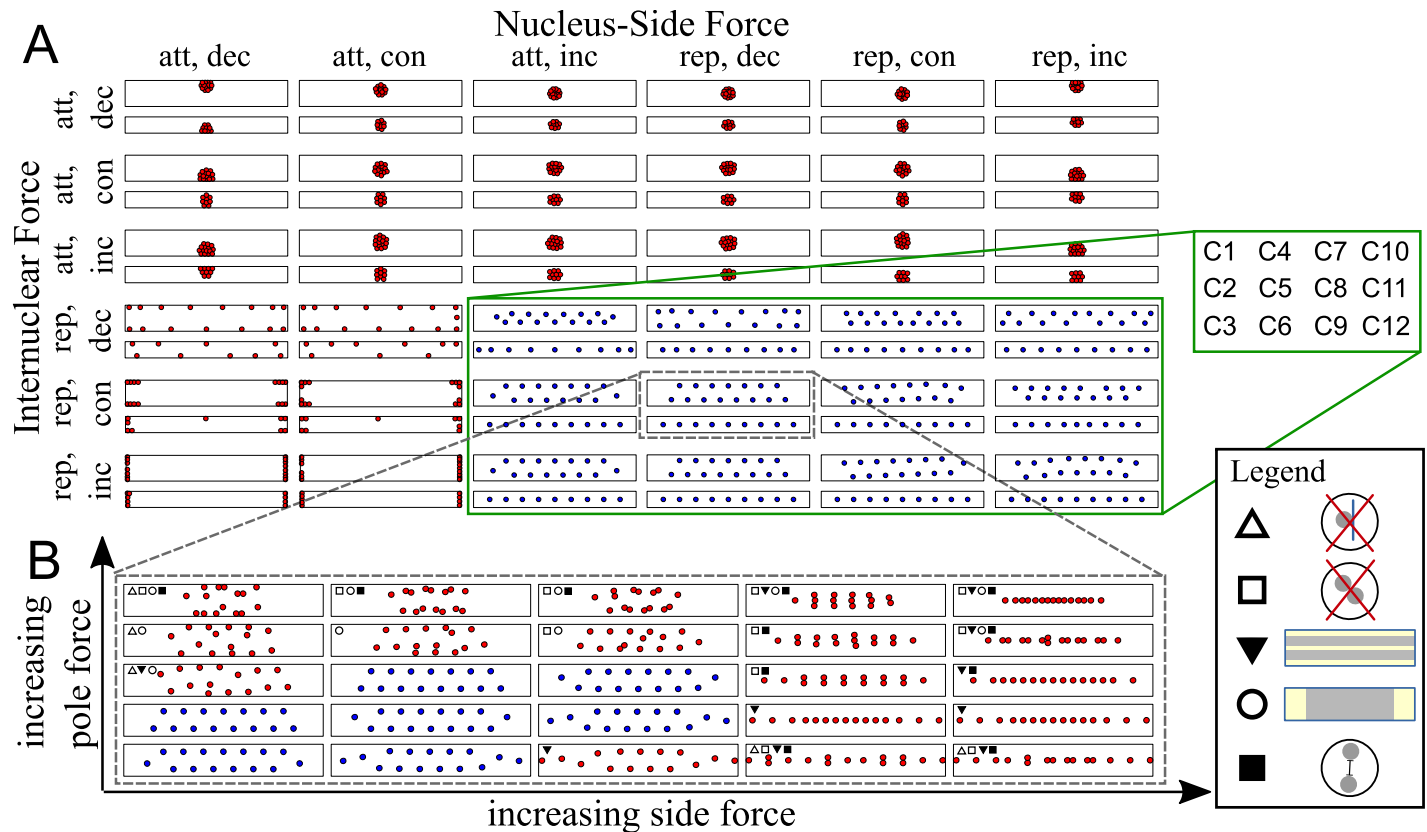 A
Nucleus-Side Force
att, dec
att, con
att, inc
rep, dec
rep, con
rep, inc
Internuclear Force
att,
dec
att,
con
att,
inc
rep,
dec
rep,
con
rep,
inc
C1 C4 C7 C10
C2 C5 C8 C11
C3 C6 C9 C12
Legend
B
increasing
pole force
increasing side force